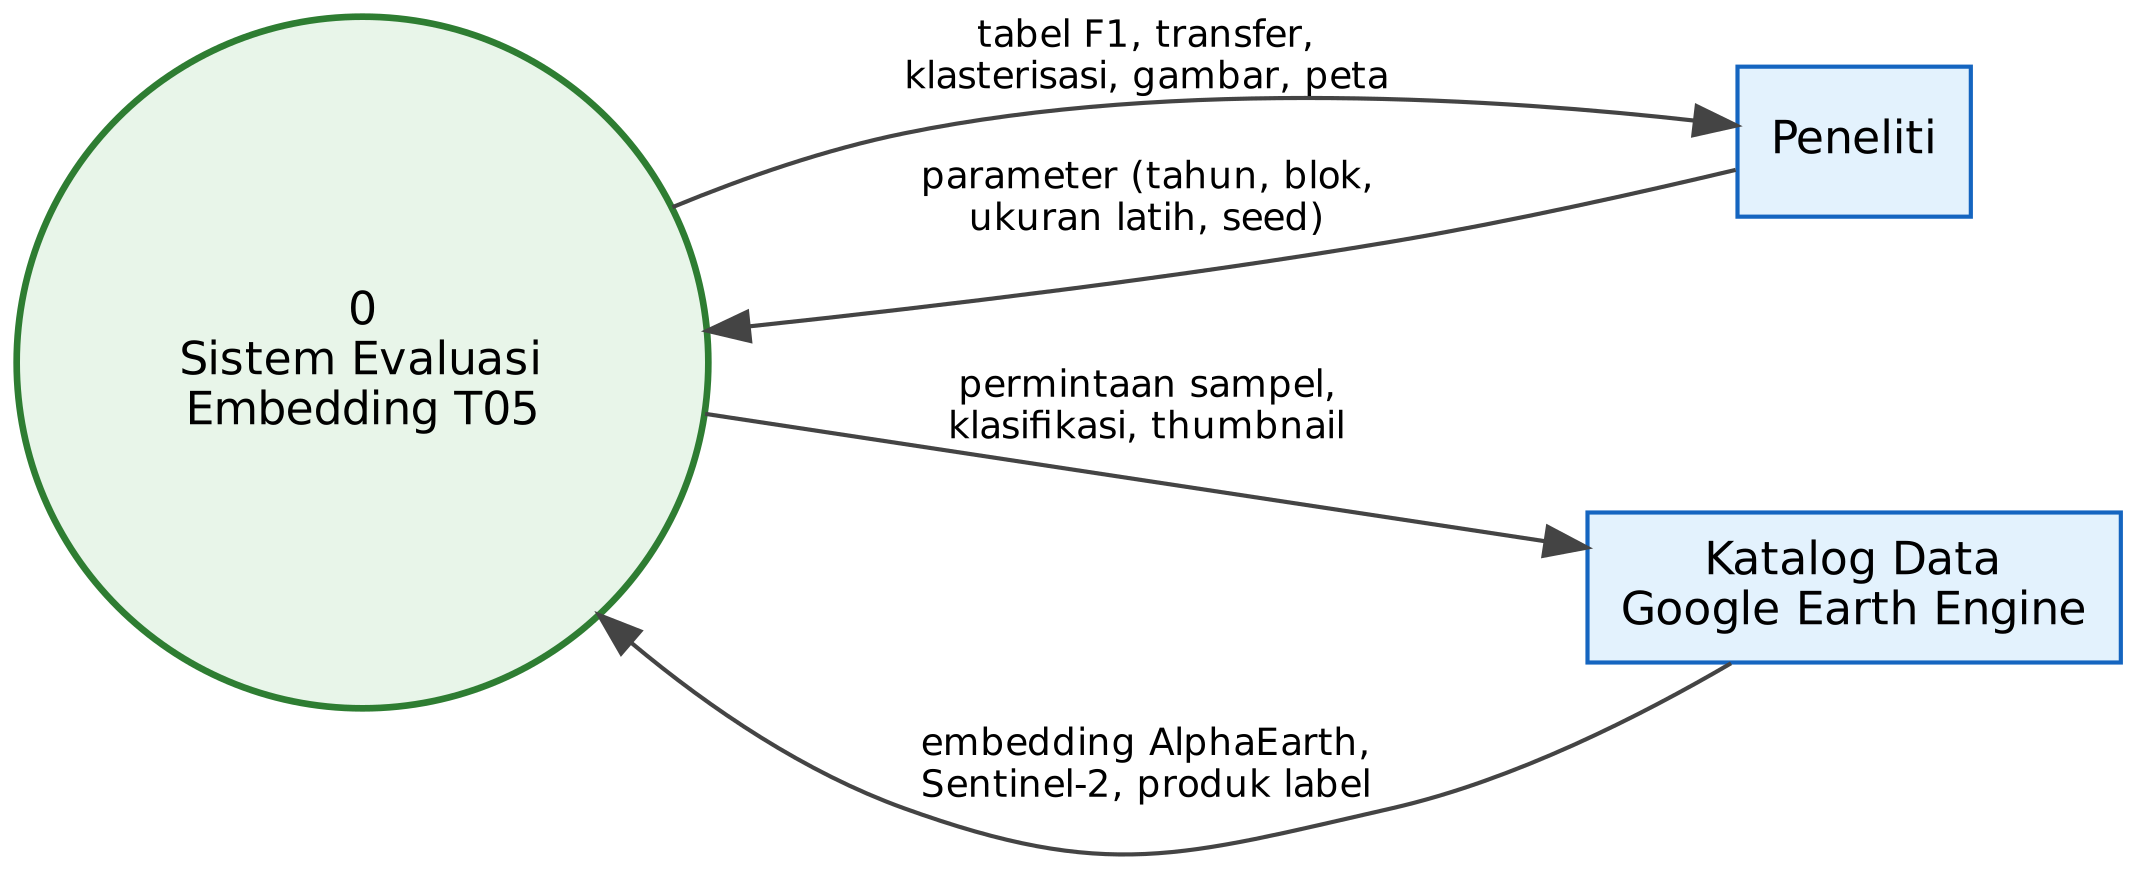 tabel F1, transfer,
klasterisasi, gambar, peta
Peneliti
parameter (tahun, blok,
ukuran latih, seed)
0
Sistem Evaluasi
Embedding T05
permintaan sampel,
klasifikasi, thumbnail
Katalog Data
Google Earth Engine
embedding AlphaEarth,
Sentinel-2, produk label